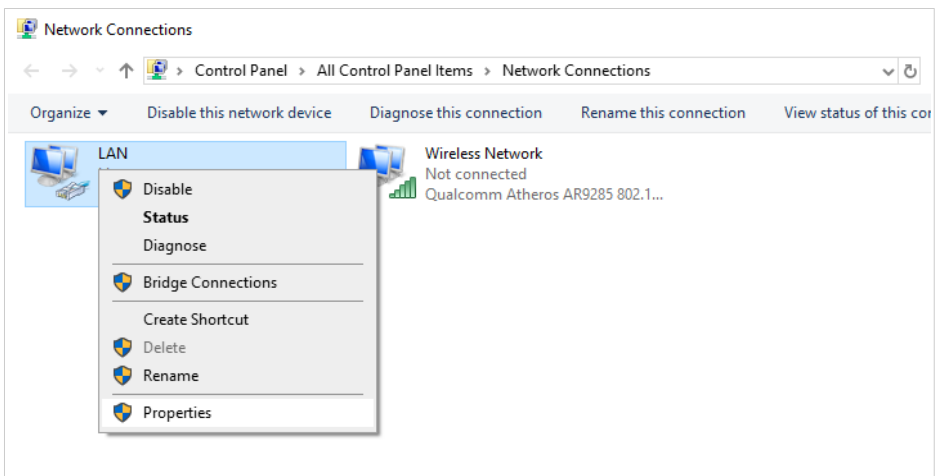 Network Connections
Control Panel > All Control Panel Items > Network Connections
Organize Disable this network device Diagnose this connection Rename this connection View status of this cor
LAN
Wireless Network
Not connected
Qualcomm Atheros AR9285 802.1...
Disable
Status
Diagnose
Bridge Connections
Create Shortcut
Delete
Rename
Properties